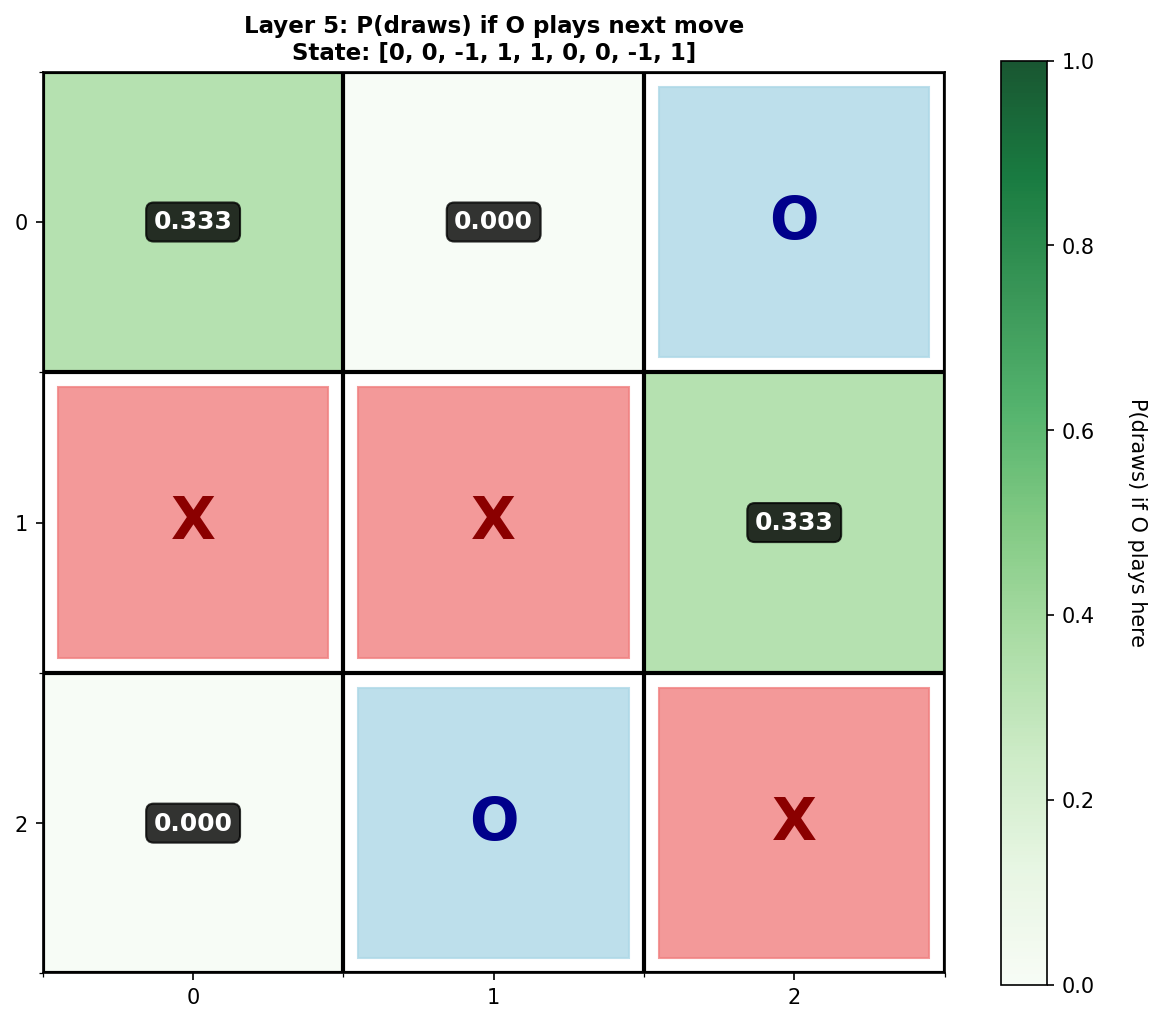 Layer 5: P(draws) if O plays next move
State: [0, 0, -1, 1, 1, 0, 0, -1, 1]
0
0.333
0.000
O
1
X
X
0.333
2
0.000
O
X
0
1
2
1.0
0.8
0.6
0.4
0.2
0.0
P(draws) if O plays here